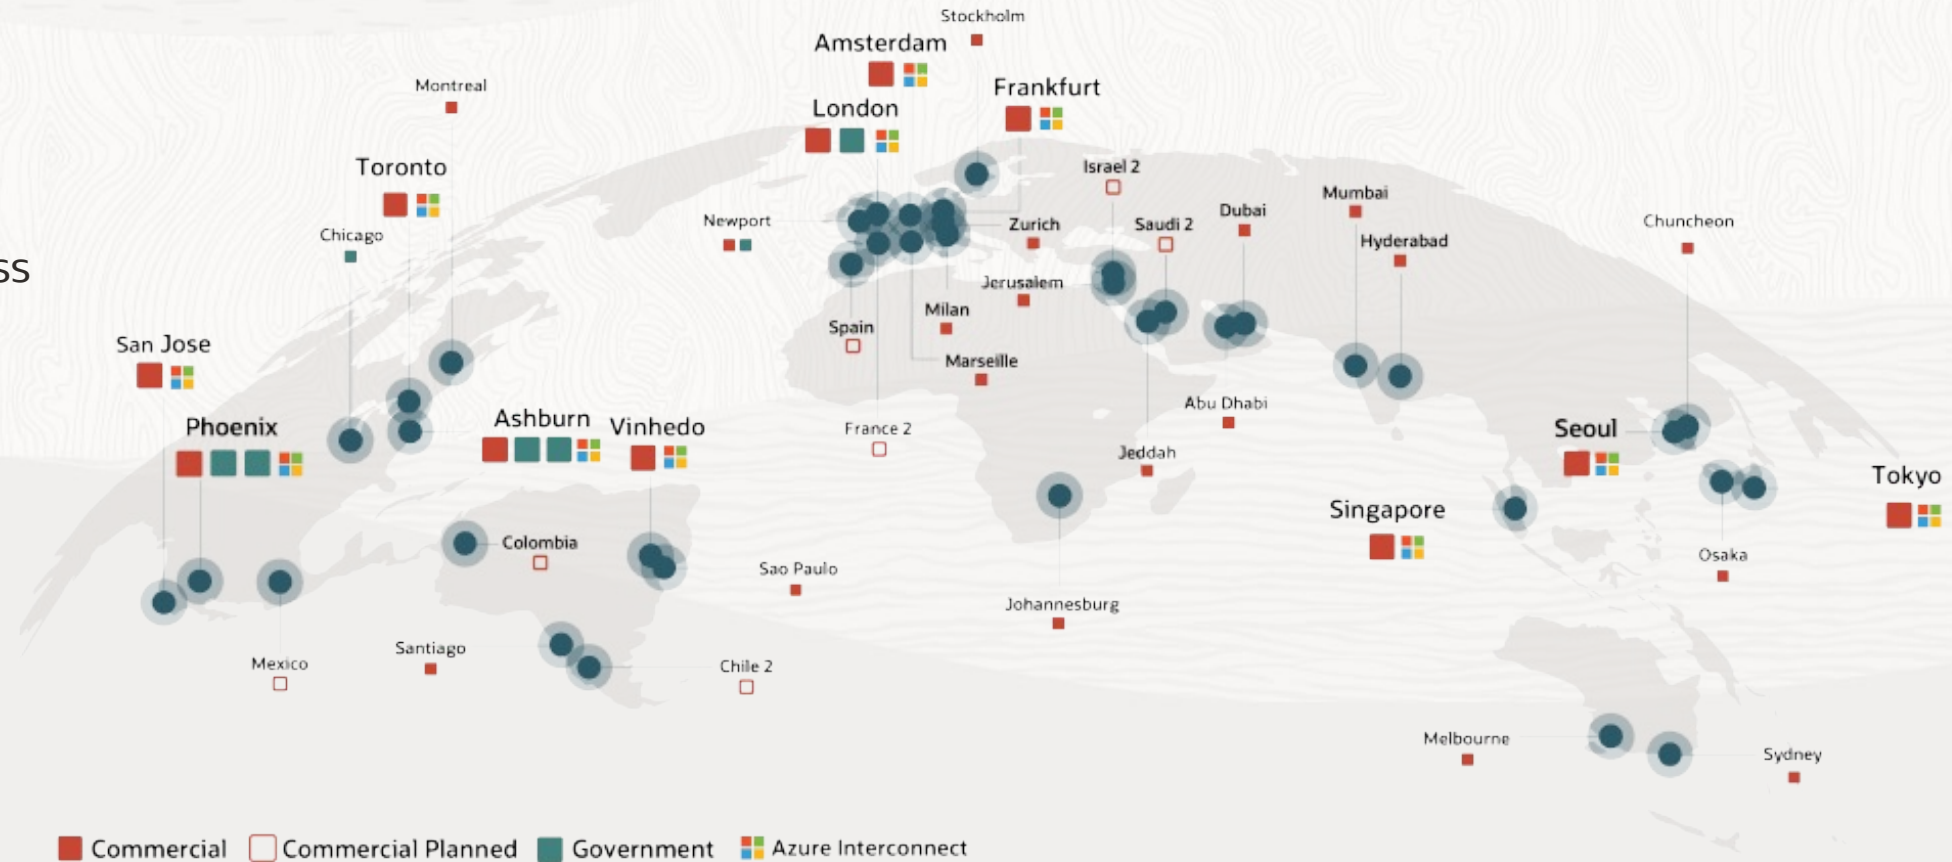 Stockholm
Amsterdam
Montreal
Frankfurt
London
Toronto
Israel 2
Mumbai
Newport
Zurich
Saudi 2
Dubai
Chuncheon
Chicago
Hyderabad
ss
Jerusalem
Milan
Spain
San Jose
Marseille
Abu Dhabi
Phoenix
Ashburn
Vinhedo
France 2
Seoul
Jeddah
Tokyo
Singapore
Colombia
Osaka
Sao Paulo
Johannesburg
Santiago
Mexico
Chile 2
Melbourne
Sydney
Commercial
Commercial Planned
Government
Azure Interconnect